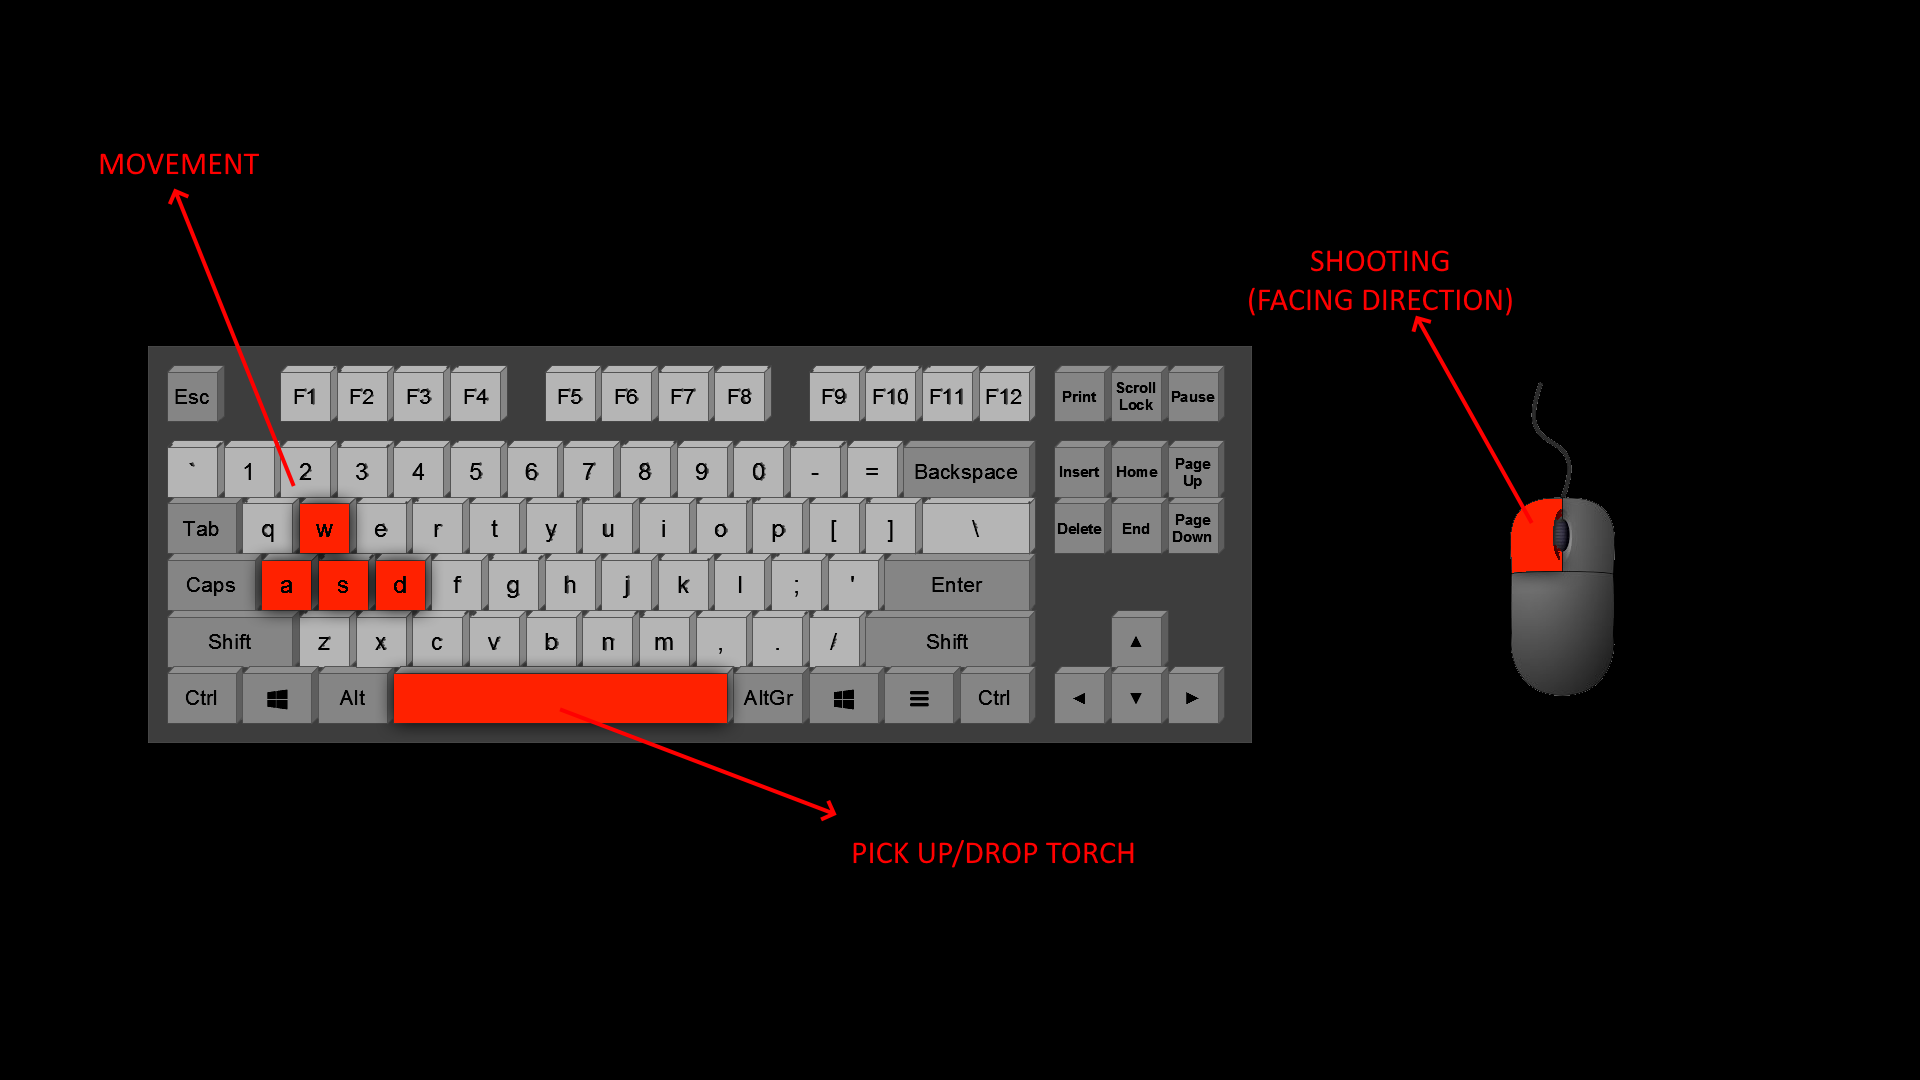 MOVEMENT
SHOOTING
(FACING DIRECTION)
Esc F1 F2 F3 F4 F5 F6 F7 F8 F9 F10 F11 F12 Print Scroll Lock Pause
` 1 2 3 4 5 6 7 8 9 0 - = Backspace Insert Home Page Up
Tab q w e r t y u i o p [ ] \ Delete End Page Down
Caps a s d f g h j k l ; ' Enter
Shift z x c v b n m , . / Shift ▲
Ctrl Alt AltGr Ctrl ◄ ▼ ►
PICK UP/DROP TORCH